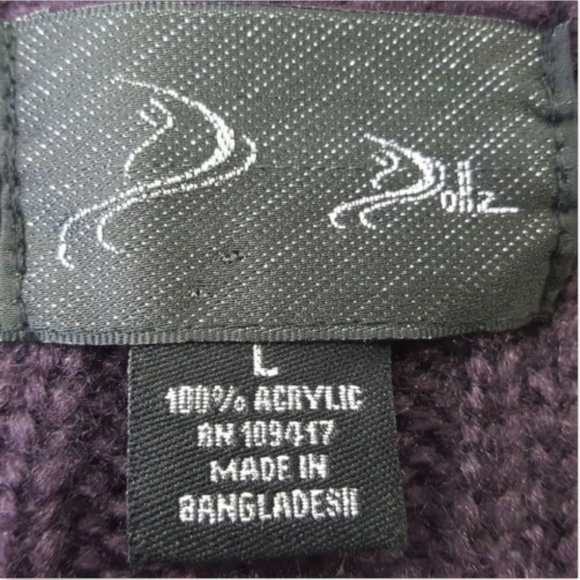 Dollz
L
100% ACRYLIC
RN 109417
MADE IN
BANGLADESH